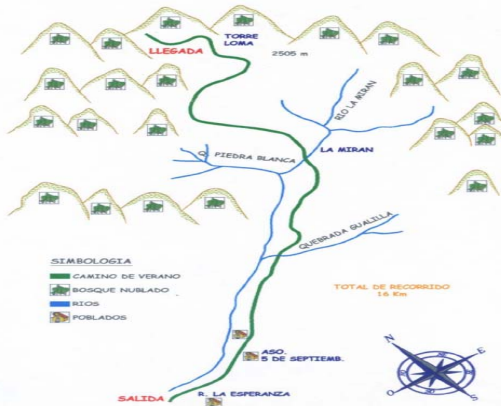 TORRE
LOMA
LLEGADA
2505 m
RIO LA MIRAN
LA MIRAN
Q. PIEDRA BLANCA
QUEBRADA GUALILLA
SIMBOLOGIA
CAMINO DE VERANO
BOSQUE NUBLADO
RIOS
POBLADOS
TOTAL DE RECORRIDO
16 Km
ASO.
5 DE SEPTIEMB.
R. LA ESPERANZA
SALIDA
N
E
O
S